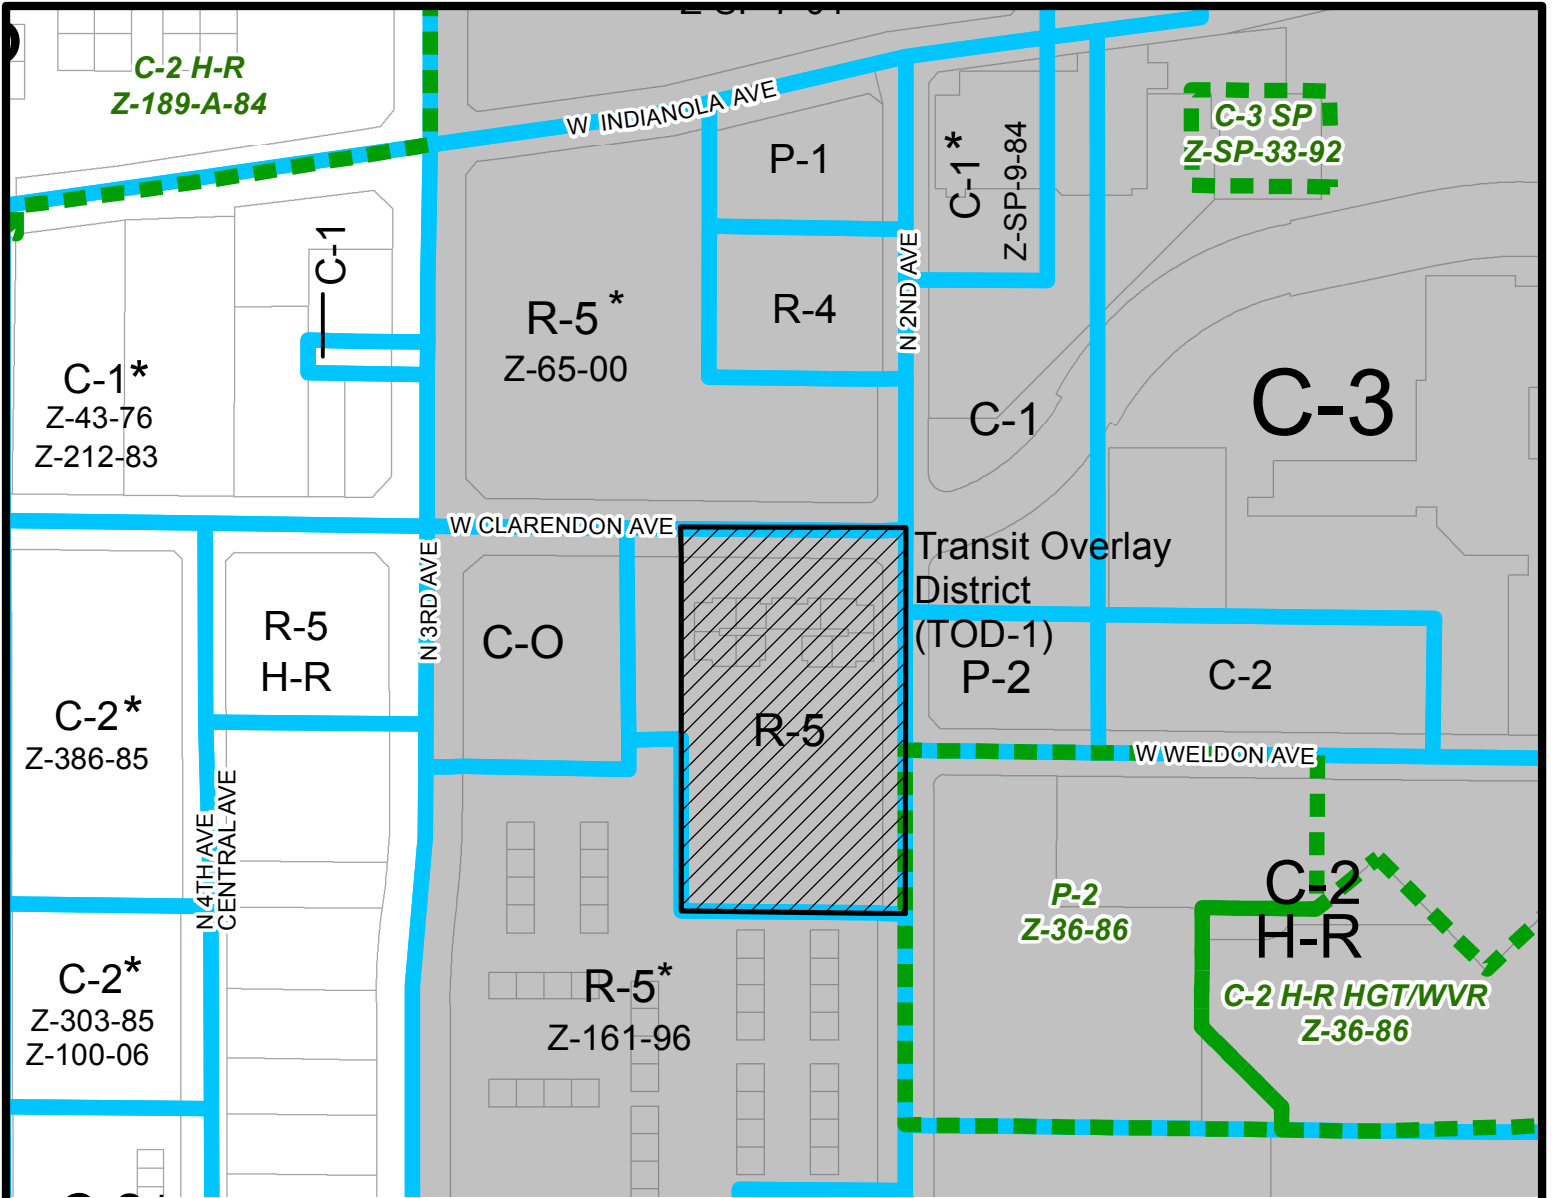 C-2 H-R
Z-189-A-84
W INDIANOLA AVE
P-1
C-1*
Z-SP-9-84
C-3 SP
Z-SP-33-92
C-1
R-5*
Z-65-00
R-4
N 2ND AVE
C-1*
Z-43-76
Z-212-83
C-1
C-3
W CLARENDON AVE
N 3RD AVE
Transit Overlay
District
(TOD-1)
R-5
H-R
C-O
P-2
C-2
C-2*
Z-386-85
R-5
W WELDON AVE
N 4TH AVE
CENTRAL AVE
P-2
Z-36-86
C-2
H-R
C-2 H-R HGT/WVR
Z-36-86
C-2*
Z-303-85
Z-100-06
R-5*
Z-161-96